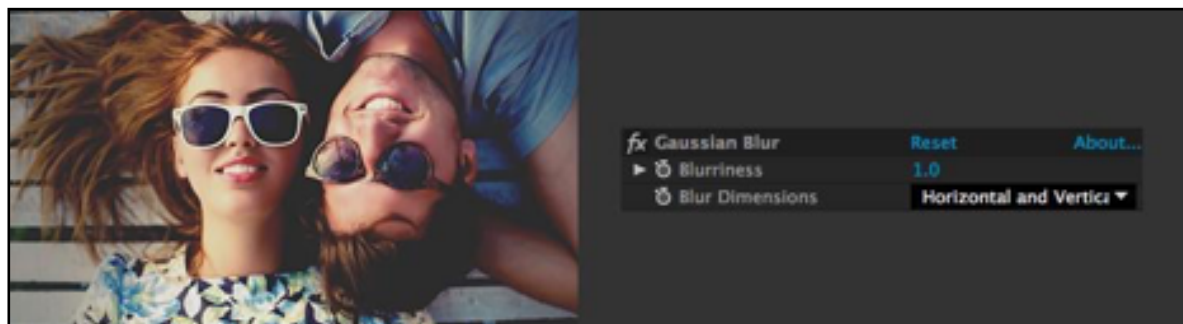 fx Gaussian Blur Reset About...
Blurriness 1.0
Blur Dimensions Horizontal and Vertica